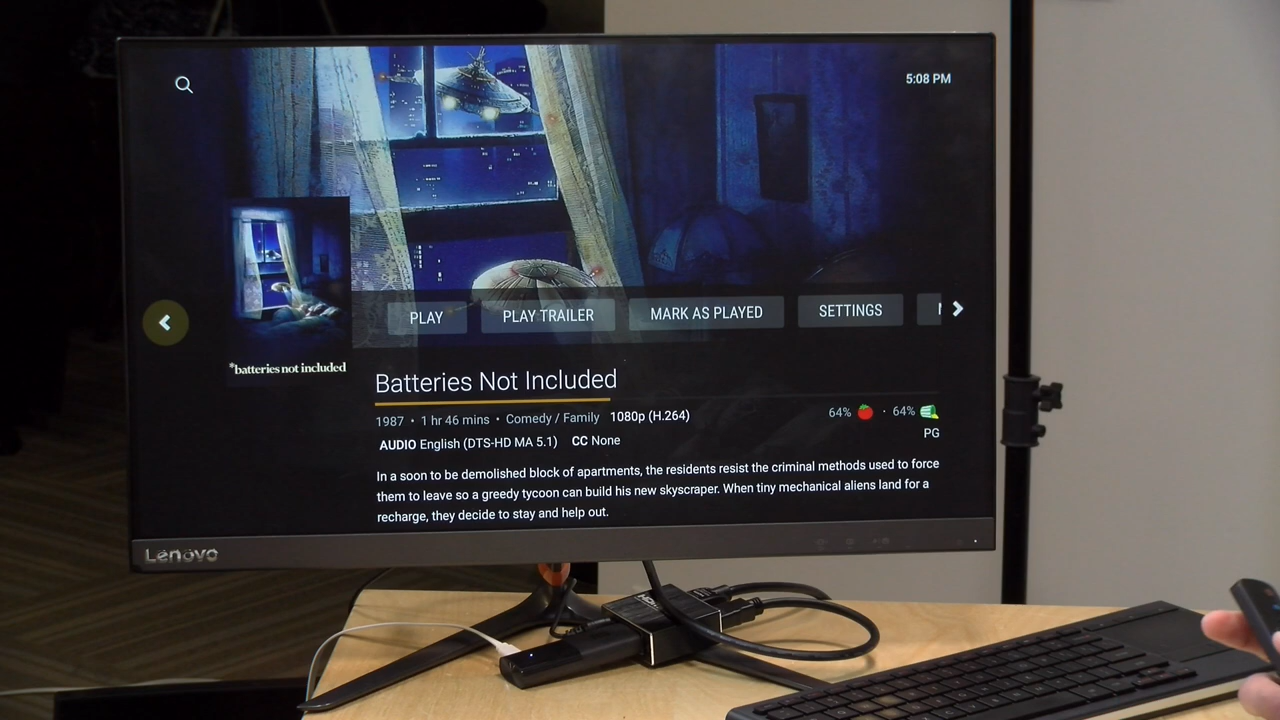 5:08 PM
*batteries not included
PLAY
PLAY TRAILER
MARK AS PLAYED
SETTINGS
Batteries Not Included
1987 • 1 hr 46 mins • Comedy / Family 1080p (H.264)
64% · 64%
AUDIO English (DTS-HD MA 5.1) CC None
PG
In a soon to be demolished block of apartments, the residents resist the criminal methods used to force
them to leave so a greedy tycoon can build his new skyscraper. When tiny mechanical aliens land for a
recharge, they decide to stay and help out.
Lenovo